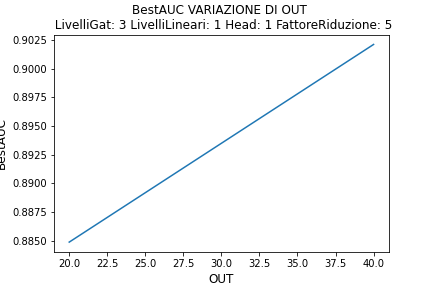 BestAUC VARIAZIONE DI OUT
LivelliGat: 3 LivelliLineari: 1 Head: 1 FattoreRiduzione: 5
0.9025
0.9000
0.8975
0.8950
0.8925
0.8900
0.8875
0.8850
BestAUC
20.0 22.5 25.0 27.5 30.0 32.5 35.0 37.5 40.0
OUT